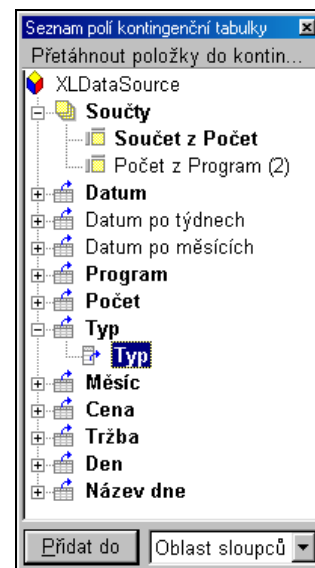 Seznam polí kontingenční tabulky
Přetáhnout položky do kontin...
XLDataSource
Součty
Součet z Počet
Počet z Program (2)
Datum
Datum po týdnech
Datum po měsících
Program
Počet
Typ
Typ
Měsíc
Cena
Tržba
Den
Název dne
Přidat do Oblast sloupců